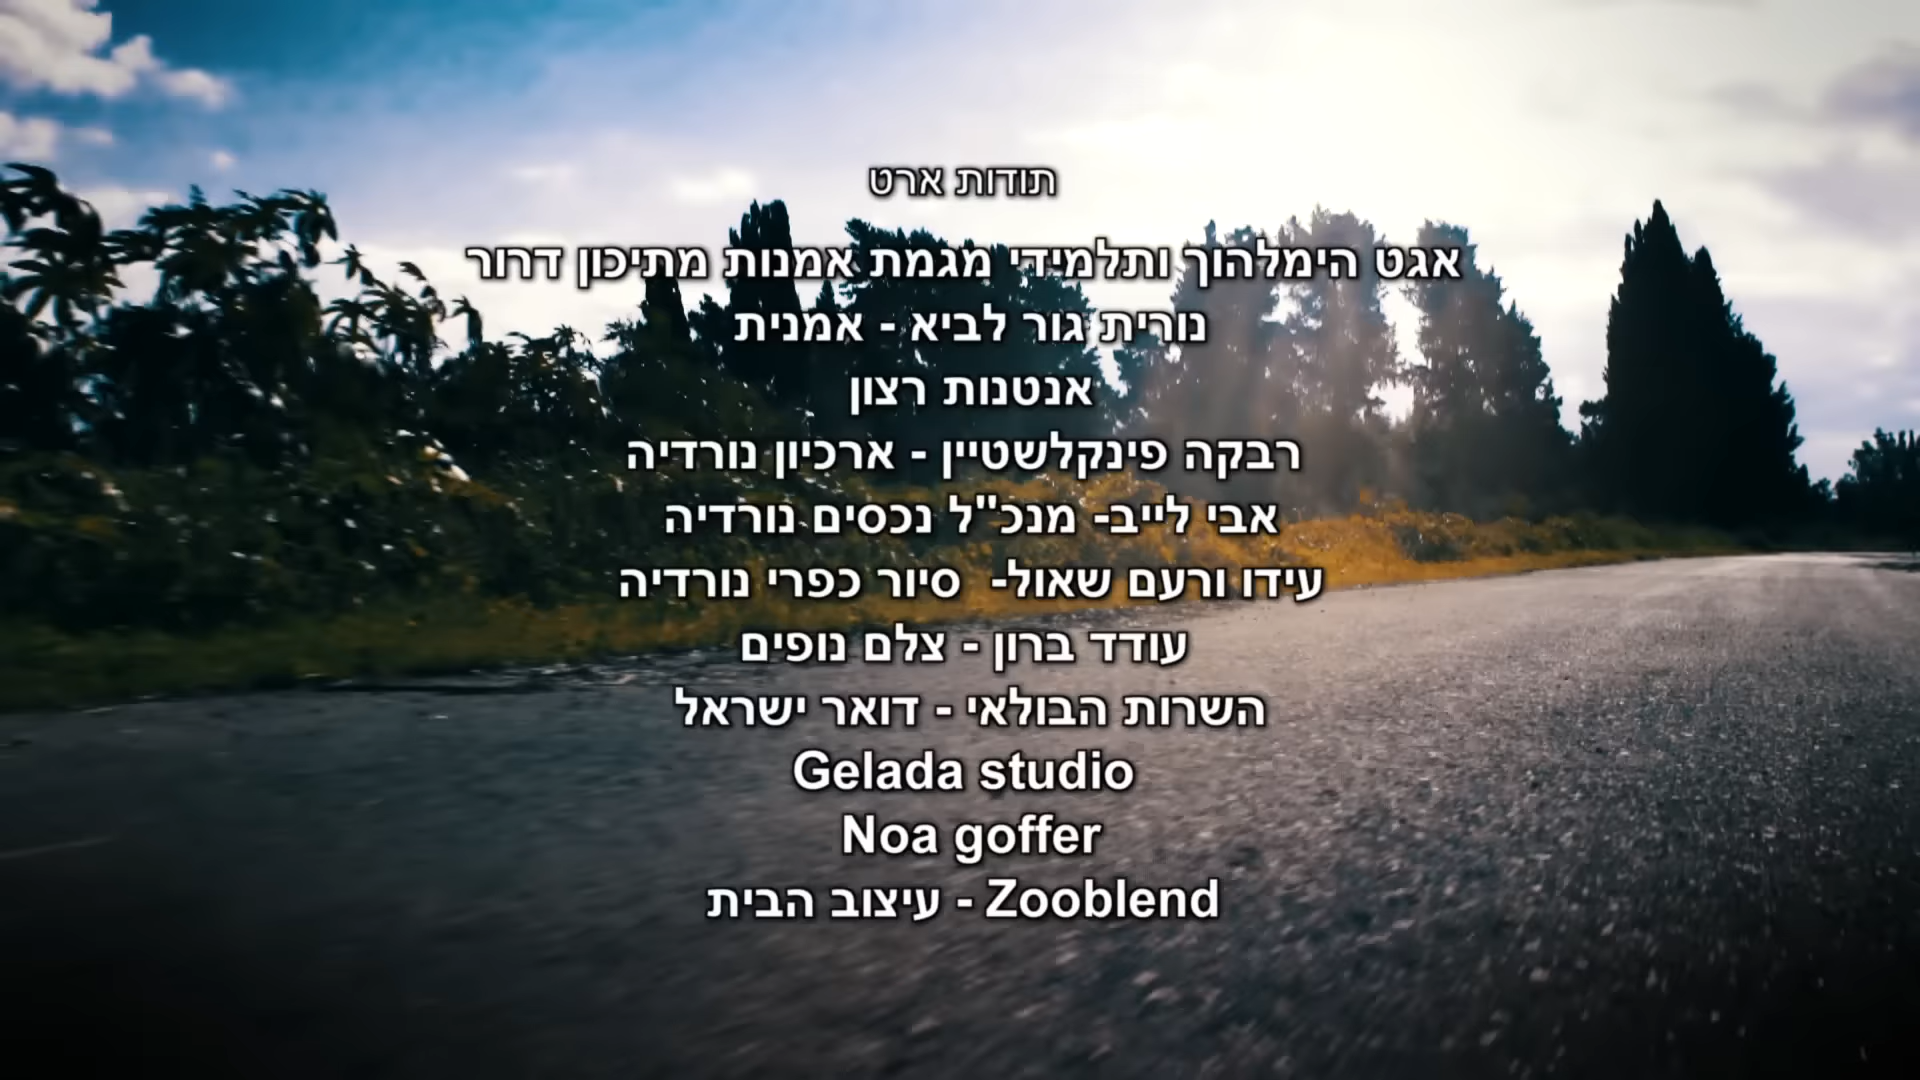 תודות ארט
אגט הימלהוך ותלמידי מגמת אמנות מתיכון דרור
נורית גור לביא - אמנית
אנטנות רצון
רבקה פינקלשטיין - ארכיון נורדיה
אבי לייב- מנכ"ל נכסים נורדיה
עידו ורעם שאול-  סיור כפרי נורדיה
עודד ברון - צלם נופים
השרות הבולאי - דואר ישראל
Gelada studio
Noa goffer
Zooblend - עיצוב הבית